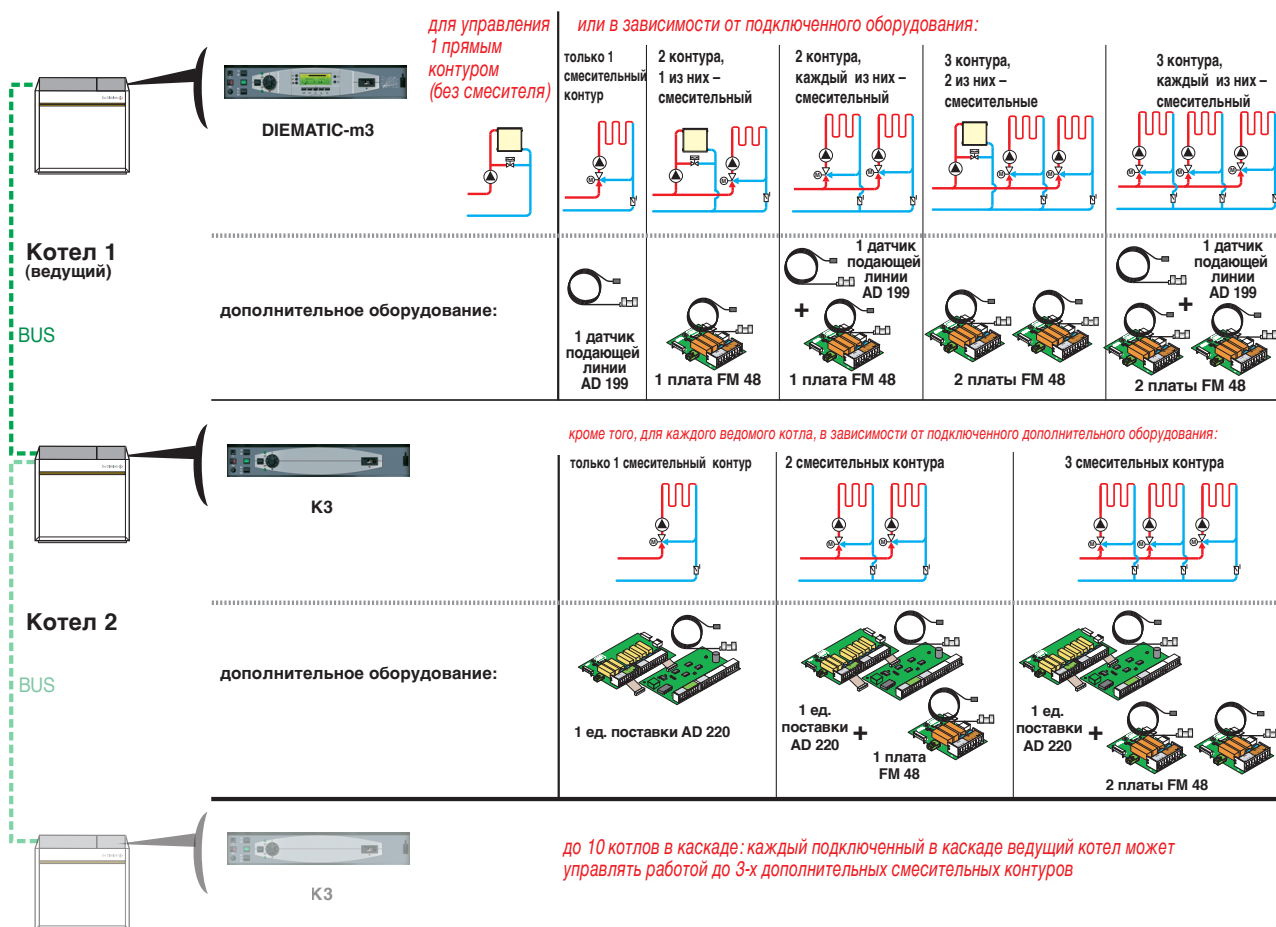 для управления
1 прямым
контуром
(без смесителя)
или в зависимости от подключенного оборудования:
только 1
смесительный
контур
2 контура,
1 из них –
смесительный
2 контура,
каждый из них –
смесительный
3 контура,
2 из них –
смесительные
3 контура,
каждый из них –
смесительный
DIEMATIC-m3
M
M
M
M
M
M
M
M
M
Котел 1
(ведущий)
BUS
дополнительное оборудование:
1 датчик
подающей
линии
AD 199
1 плата FM 48
1 датчик
подающей
линии
AD 199
+
1 плата FM 48
2 платы FM 48
1 датчик
подающей
линии
AD 199
+
2 платы FM 48
кроме того, для каждого ведомого котла, в зависимости от подключенного дополнительного оборудования:
только 1 смесительный контур
2 смесительных контура
3 смесительных контура
K3
M
M
M
M
M
M
Котел 2
BUS
дополнительное оборудование:
1 ед. поставки AD 220
1 ед.
поставки
AD 220
+
1 плата
FM 48
1 ед.
поставки
AD 220
+
2 платы FM 48
K3
до 10 котлов в каскаде: каждый подключенный в каскаде ведущий котел может
управлять работой до 3-х дополнительных смесительных контуров